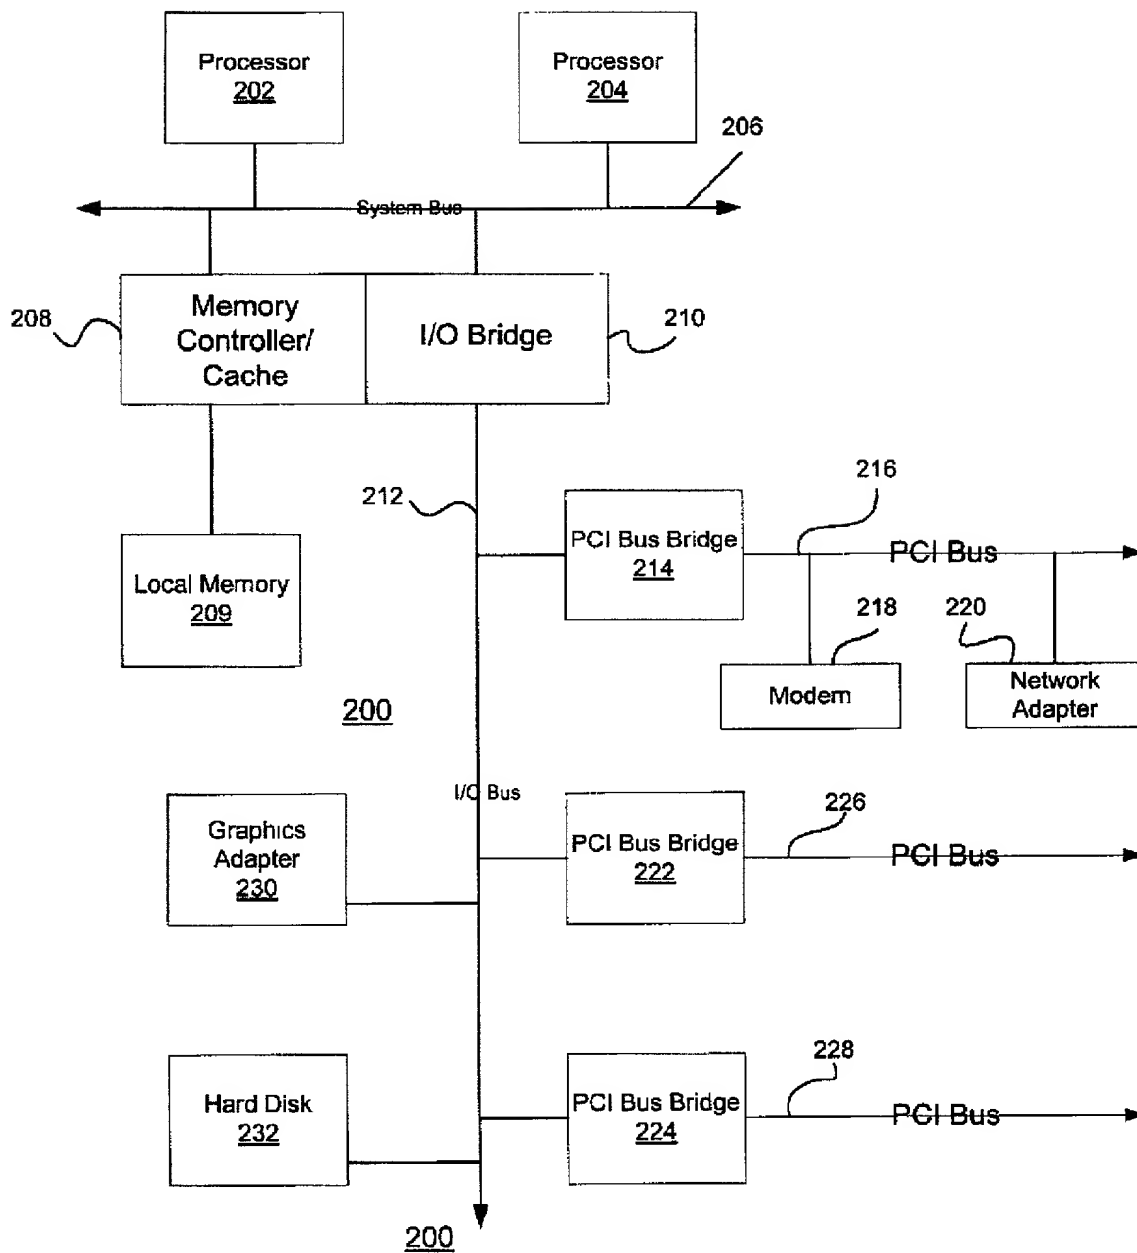 Processor
202
Processor
204
206
System Bus
208
Memory
Controller/
Cache
I/O Bridge
210
212
216
PCI Bus Bridge
214
PCI Bus
Local Memory
209
218
220
Modem
Network
Adapter
200
I/O Bus
226
Graphics
Adapter
230
PCI Bus Bridge
222
PCI Bus
228
Hard Disk
232
PCI Bus Bridge
224
PCI Bus
200